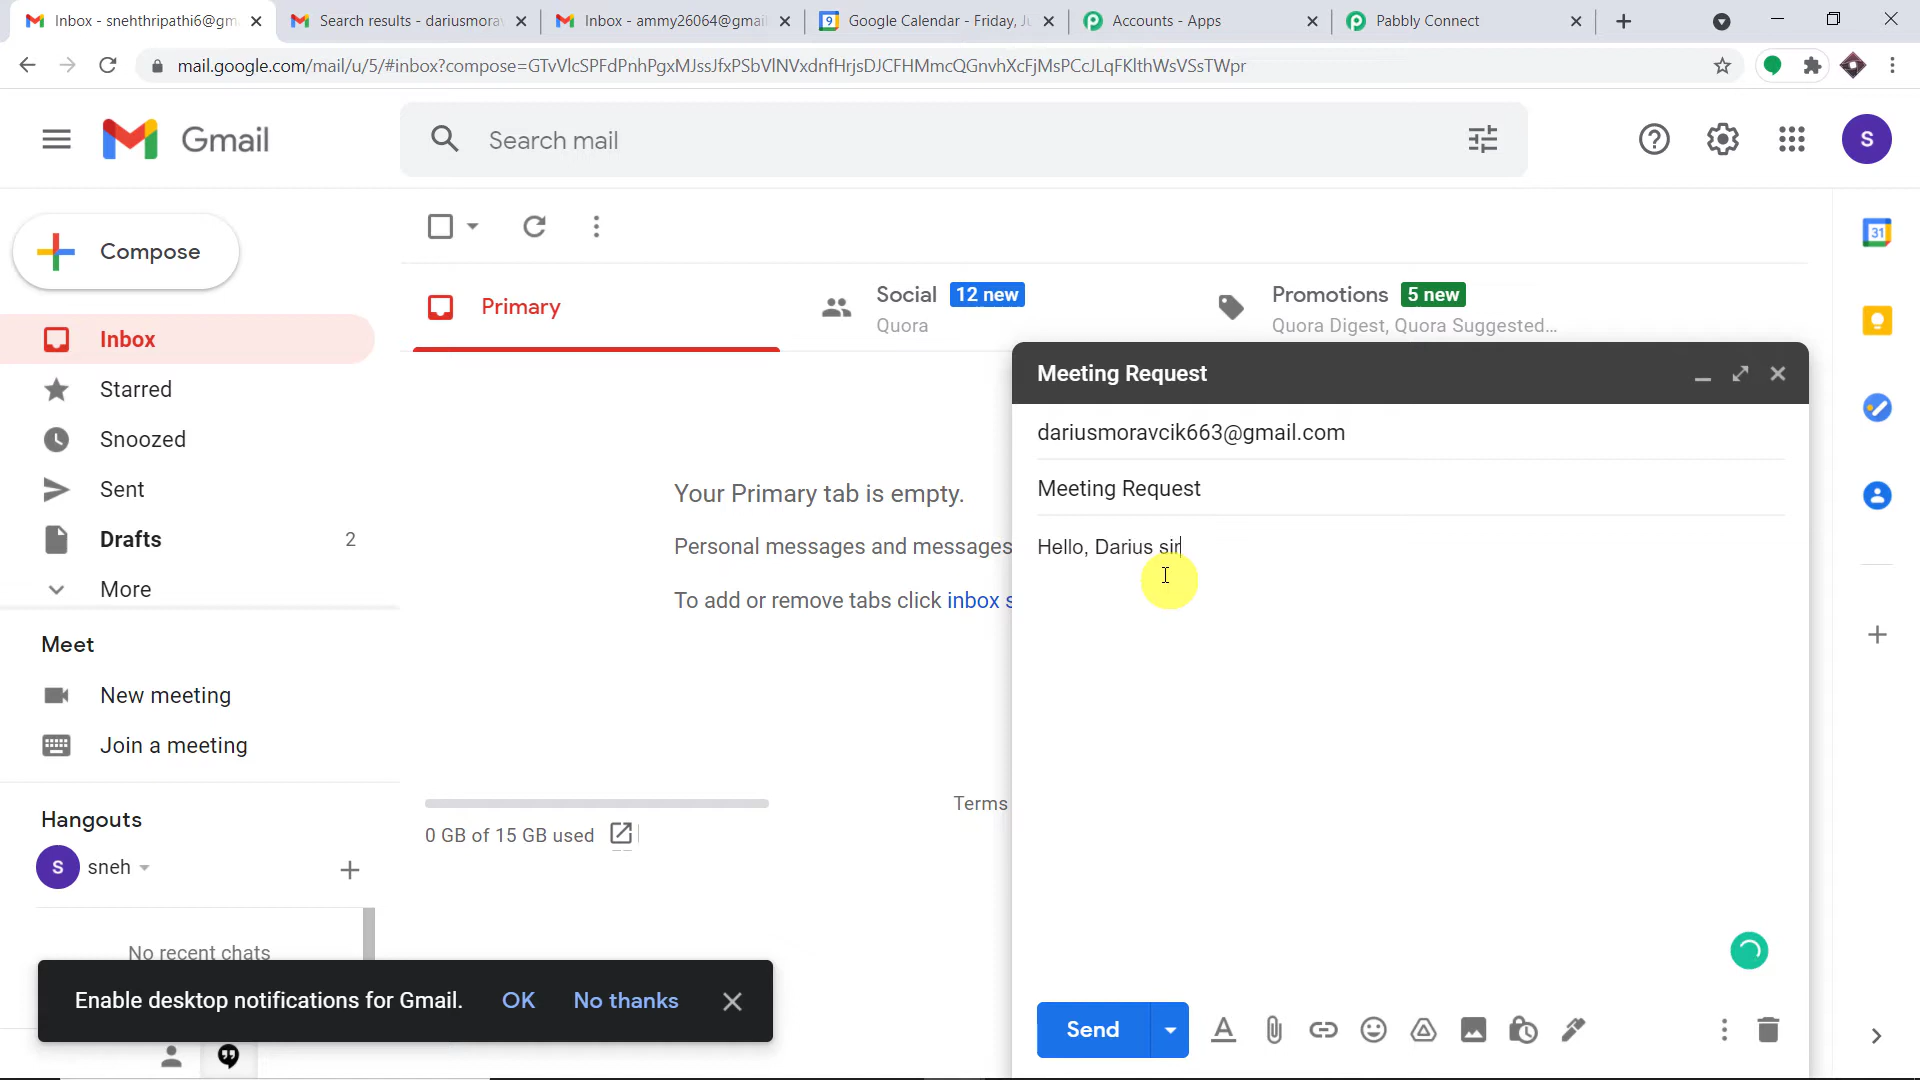 Inbox - snehthripathi6@gm
Search results - dariusmorav
Inbox - ammy26064@gmail
Google Calendar - Friday, Ju
Accounts - Apps
Pabbly Connect
mail.google.com/mail/u/5/#inbox?compose=GTvVlcSPFdPnhPgxMJssJfxPSbVlNVxdnfHrjsDJCFHMmcQGnvhXcFjMsPCcJLqFKlthWsVSsTWpr
Gmail
Search mail
S
Compose
Primary
Social
12 new
Quora
Promotions
5 new
Quora Digest, Quora Suggested...
31
Inbox
Starred
Snoozed
Sent
Drafts
2
More
Your Primary tab is empty.
Personal messages and messages
To add or remove tabs click inbox s
Meeting Request
dariusmoravcik663@gmail.com
Meeting Request
Hello, Darius sir
Meet
New meeting
Join a meeting
Hangouts
S
sneh
No recent chats
0 GB of 15 GB used
Terms
Enable desktop notifications for Gmail.
OK
No thanks
Send